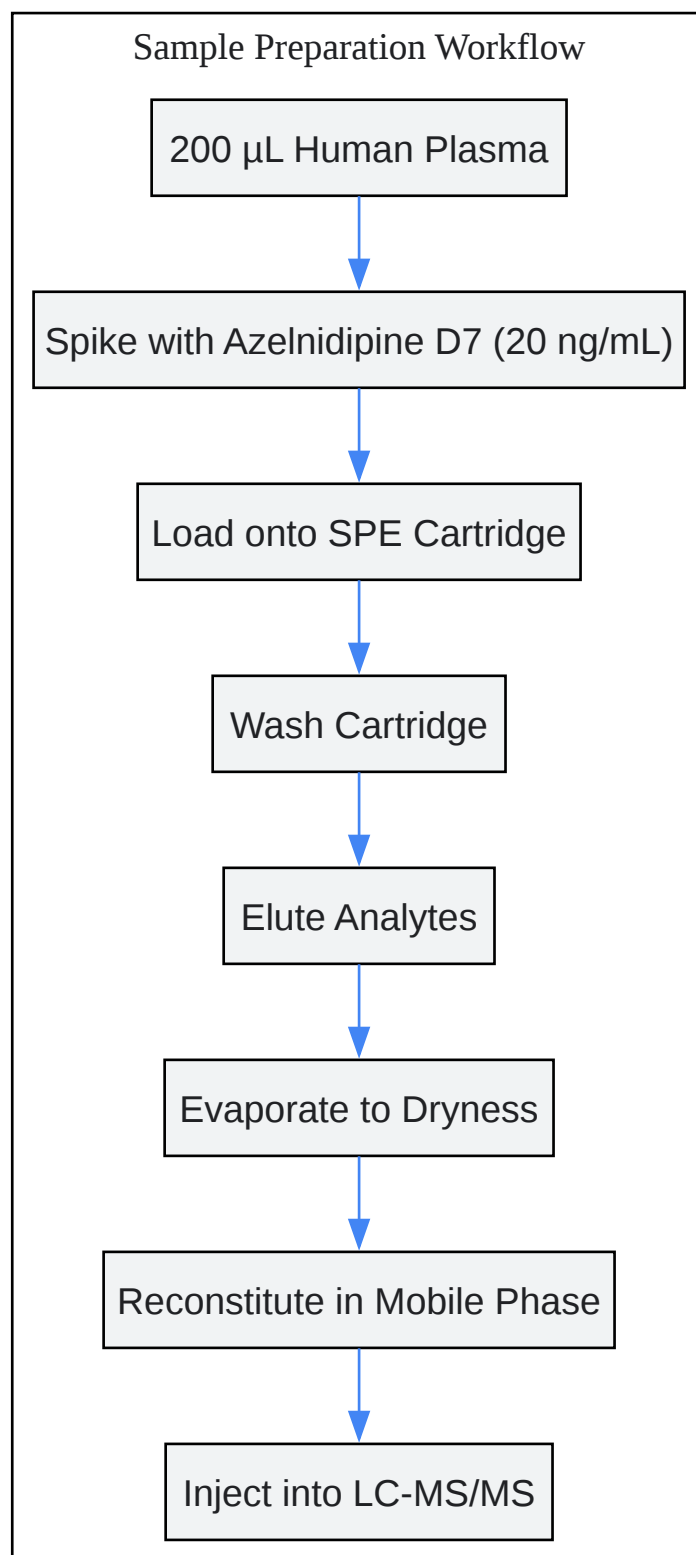 Sample Preparation Workflow
200 µL Human Plasma
Spike with Azelnidipine D7 (20 ng/mL)
Load onto SPE Cartridge
Wash Cartridge
Elute Analytes
Evaporate to Dryness
Reconstitute in Mobile Phase
Inject into LC-MS/MS